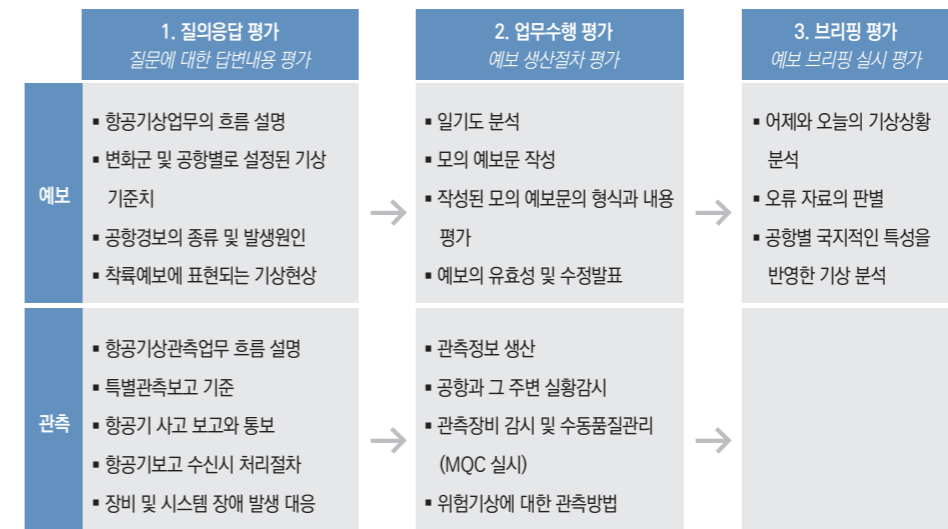 1. 질의응답 평가
질문에 대한 답변내용 평가
2. 업무수행 평가
예보 생산절차 평가
3. 브리핑 평가
예보 브리핑 실시 평가
예보
▪ 항공기상업무의 흐름 설명
▪ 변화군 및 공항별로 설정된 기상
기준치
▪ 공항경보의 종류 및 발생원인
▪ 착륙예보에 표현되는 기상현상
→
▪ 일기도 분석
▪ 모의 예보문 작성
▪ 작성된 모의 예보문의 형식과 내용
평가
▪ 예보의 유효성 및 수정발표
→
▪ 어제와 오늘의 기상상황
분석
▪ 오류 자료의 판별
▪ 공항별 국지적인 특성을
반영한 기상 분석
관측
▪ 항공기상관측업무 흐름 설명
▪ 특별관측보고 기준
▪ 항공기 사고 보고와 통보
▪ 항공기보고 수신시 처리절차
▪ 장비 및 시스템 장애 발생 대응
→
▪ 관측정보 생산
▪ 공항과 그 주변 실황감시
▪ 관측장비 감시 및 수동품질관리
(MQC 실시)
▪ 위험기상에 대한 관측방법
→